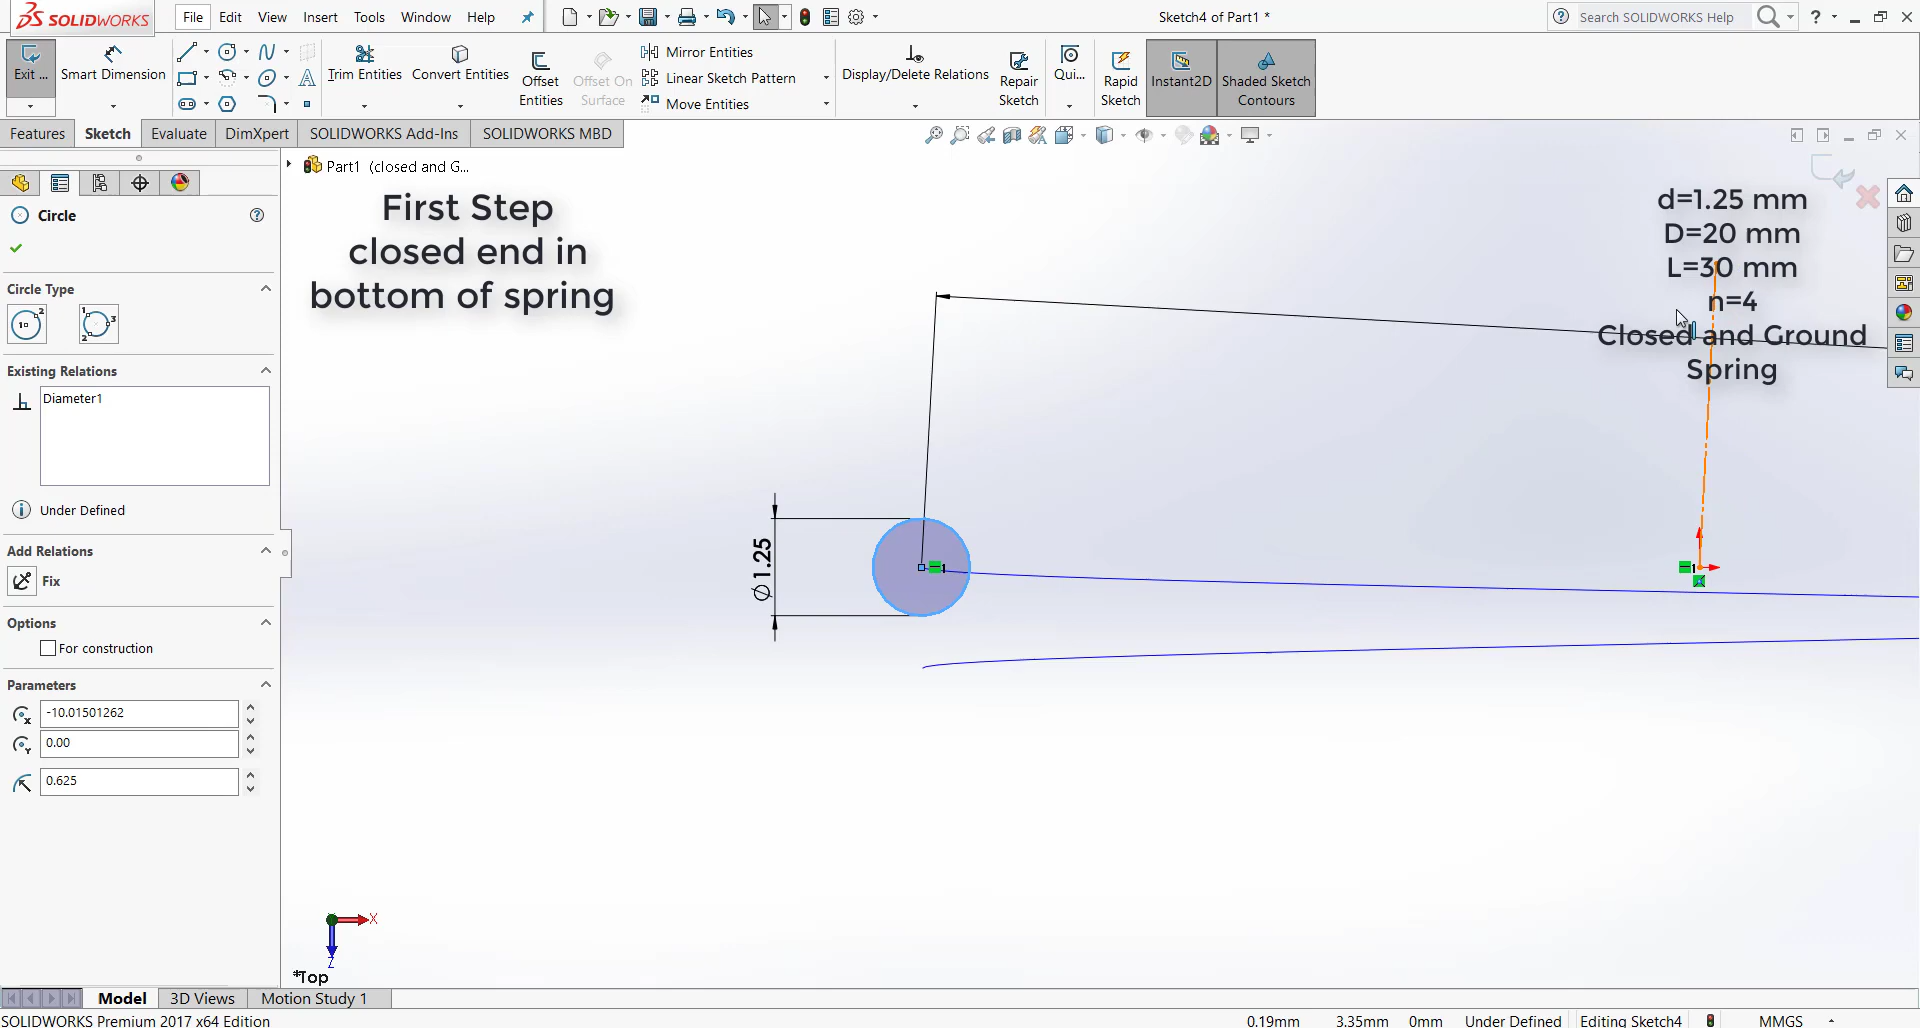 SOLIDWORKS
File Edit View Insert Tools Window Help
Sketch4 of Part1 *
Search SOLIDWORKS Help
Exit ...
Smart Dimension
Trim Entities
Convert Entities
Offset
Entities
Offset On
Surface
Mirror Entities
Linear Sketch Pattern
Move Entities
Display/Delete Relations
Repair
Sketch
Qui...
Rapid
Sketch
Instant2D
Shaded Sketch
Contours
Features Sketch Evaluate DimXpert SOLIDWORKS Add-Ins SOLIDWORKS MBD
Part1 (closed and G...
Circle
Circle Type
Existing Relations
Diameter1
Under Defined
Add Relations
Fix
Options
For construction
Parameters
-10.01501262
0.00
0.625
First Step
closed end in
bottom of spring
d=1.25 mm
D=20 mm
L=30 mm
n=4
Closed and Ground
Spring
∅1.25
1
1
X
Z
*Top
Model 3D Views Motion Study 1
SOLIDWORKS Premium 2017 x64 Edition
0.19mm 3.35mm 0mm Under Defined Editing Sketch4 MMGS